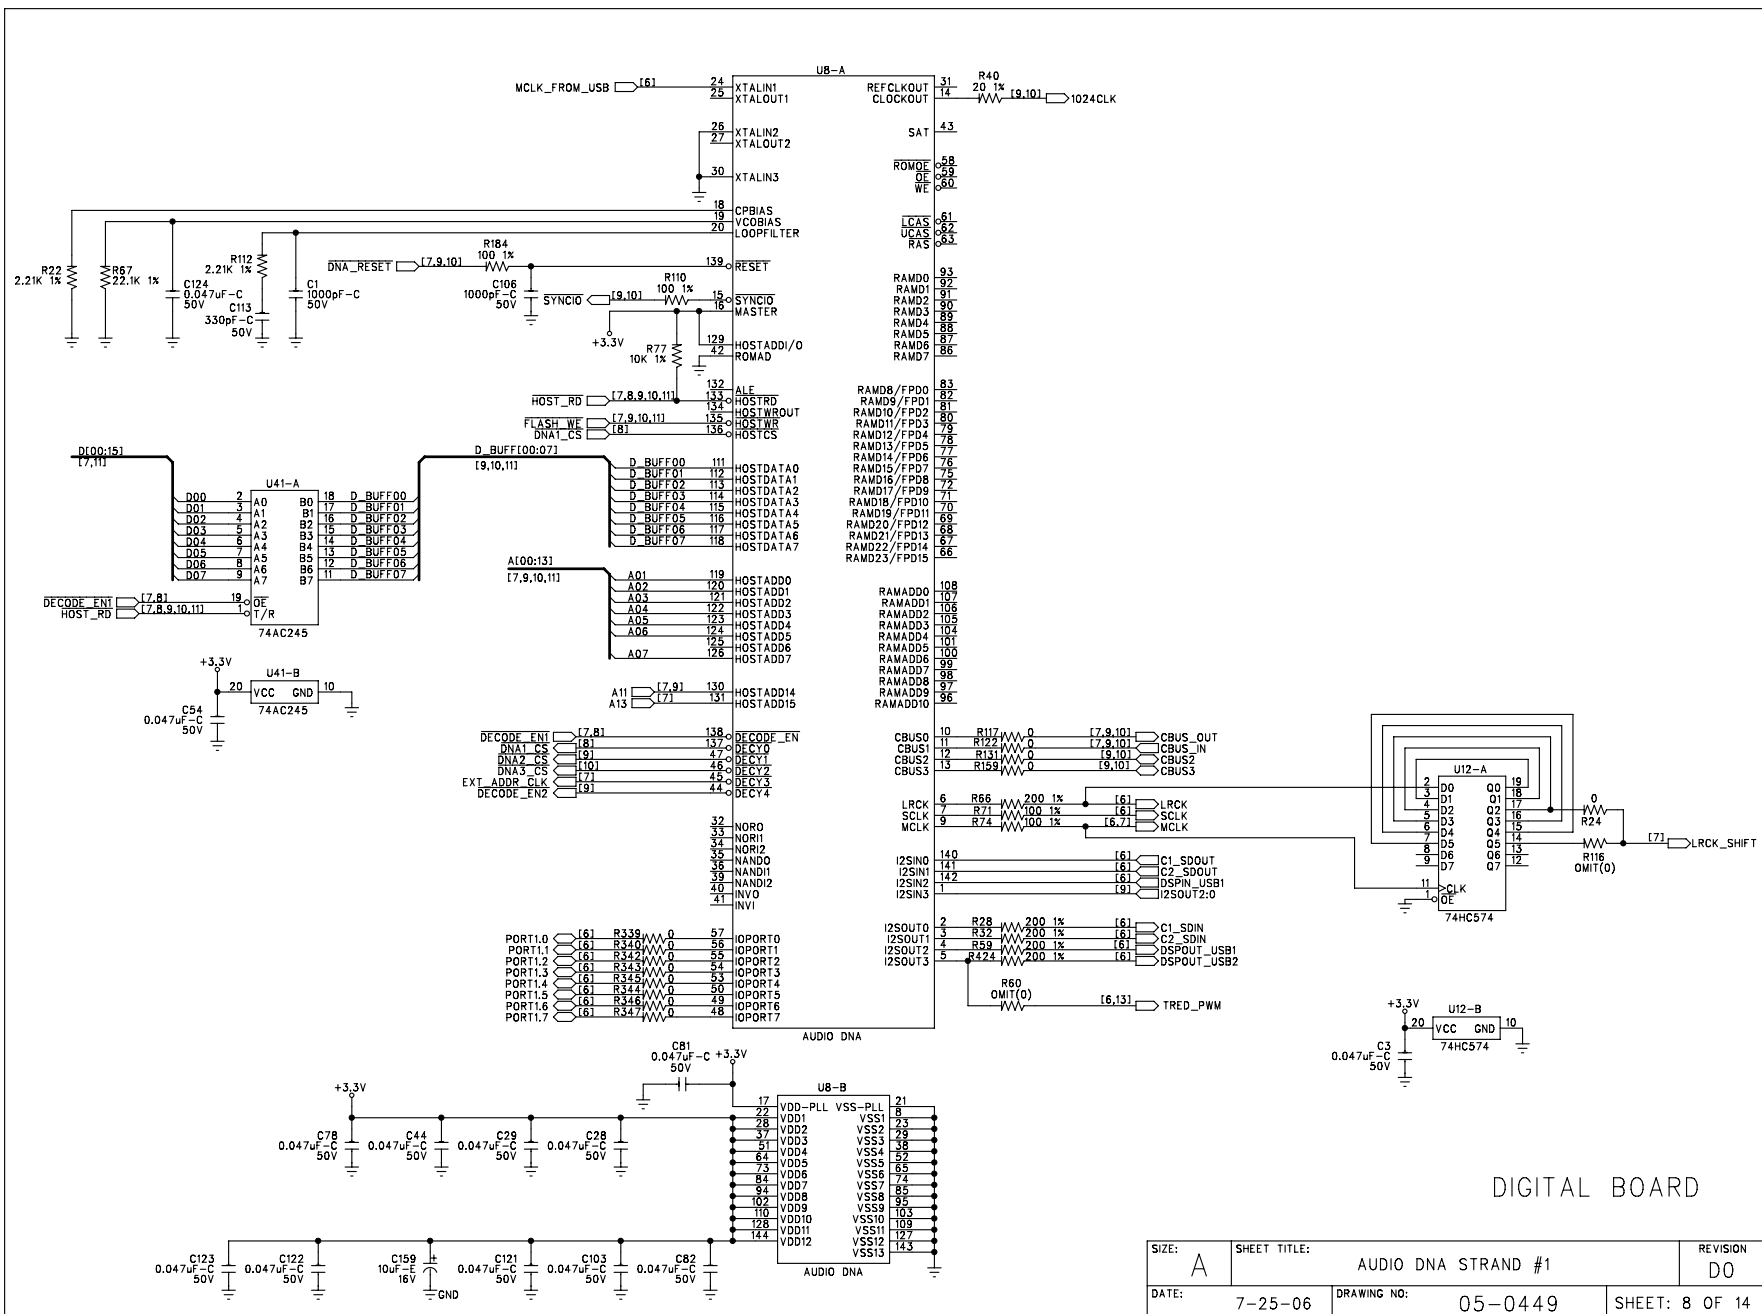 U8-A
MCLK_FROM_USB [6] 24 XTALIN1
25 XTALOUT1
26 XTALIN2
27 XTALOUT2
30 XTALIN3
18 CPBIAS
19 VCOBIAS
20 LOOPFILTER
R22 2.21K 1%
R67 22.1K 1%
C124 0.047uF-C 50V
R112 2.21K 1%
C113 330pF-C 50V
C1 1000pF-C 50V
DNA_RESET [7,9,10] R184 100 1% 139 RESET
C106 1000pF-C 50V
SYNCIO [9,10] R110 100 1% 15 SYNCIO
16 MASTER
+3.3V
R77 10K 1%
129 HOSTADDI/O
42 ROMAD
132 ALE
HOST_RD [7,8,9,10,11] 133 HOSTRD
134 HOSTWROUT
FLASH_WE [7,9,10,11] 135 HOSTWR
DNA1_CS [8] 136 HOSTCS
D[00:15] [7,11]
D_BUFF[00:07] [9,10,11]
D_BUFF00 111 HOSTDATA0
D_BUFF01 112 HOSTDATA1
D_BUFF02 113 HOSTDATA2
D_BUFF03 114 HOSTDATA3
D_BUFF04 115 HOSTDATA4
D_BUFF05 116 HOSTDATA5
D_BUFF06 117 HOSTDATA6
D_BUFF07 118 HOSTDATA7
U41-A
D00 2 A0 B0 18 D_BUFF00
D01 3 A1 B1 17 D_BUFF01
D02 4 A2 B2 16 D_BUFF02
D03 5 A3 B3 15 D_BUFF03
D04 6 A4 B4 14 D_BUFF04
D05 7 A5 B5 13 D_BUFF05
D06 8 A6 B6 12 D_BUFF06
D07 9 A7 B7 11 D_BUFF07
DECODE_EN1 [7,8] 19 OE
HOST_RD [7,8,9,10,11] 1 T/R
74AC245
A[00:13] [7,9,10,11]
A01 119 HOSTADD0
A02 120 HOSTADD1
A03 121 HOSTADD2
A04 122 HOSTADD3
A05 123 HOSTADD4
A06 124 HOSTADD5
125 HOSTADD6
A07 126 HOSTADD7
+3.3V
U41-B
20 VCC GND 10
74AC245
C54 0.047uF-C 50V
A11 [7,9] 130 HOSTADD14
A13 [7] 131 HOSTADD15
DECODE_EN1 [7,8] 138 DECODE_EN
DNA1_CS [8] 137 DECY0
DNA2_CS [9] 47 DECY1
DNA3_CS [10] 46 DECY2
EXT_ADDR_CLK [7] 45 DECY3
DECODE_EN2 [9] 44 DECY4
32 NORO
33 NORI1
34 NORI2
35 NANDO
36 NANDI1
39 NANDI2
40 INVO
41 INVI
PORT1.0 [6] R339 0 57 IOPORT0
PORT1.1 [6] R340 0 56 IOPORT1
PORT1.2 [6] R342 0 55 IOPORT2
PORT1.3 [6] R343 0 54 IOPORT3
PORT1.4 [6] R345 0 53 IOPORT4
PORT1.5 [6] R344 0 50 IOPORT5
PORT1.6 [6] R346 0 49 IOPORT6
PORT1.7 [6] R347 0 48 IOPORT7
AUDIO DNA
REFCLKOUT 31
CLOCKOUT 14 R40 20 1% [9,10] 1024CLK
SAT 43
ROMOE 58
OE 59
WE 60
LCAS 61
UCAS 62
RAS 63
RAMD0 93
RAMD1 92
RAMD2 91
RAMD3 90
RAMD4 89
RAMD5 88
RAMD6 87
RAMD7 86
RAMD8/FPD0 83
RAMD9/FPD1 82
RAMD10/FPD2 81
RAMD11/FPD3 80
RAMD12/FPD4 79
RAMD13/FPD5 78
RAMD14/FPD6 77
RAMD15/FPD7 76
RAMD16/FPD8 75
RAMD17/FPD9 72
RAMD18/FPD10 71
RAMD19/FPD11 70
RAMD20/FPD12 69
RAMD21/FPD13 68
RAMD22/FPD14 67
RAMD23/FPD15 66
RAMADD0 108
RAMADD1 107
RAMADD2 106
RAMADD3 105
RAMADD4 104
RAMADD5 101
RAMADD6 100
RAMADD7 99
RAMADD8 98
RAMADD9 97
RAMADD10 96
CBUS0 10 R117 0 [7,9,10] CBUS_OUT
CBUS1 11 R122 0 [7,9,10] CBUS_IN
CBUS2 12 R131 0 [9,10] CBUS2
CBUS3 13 R159 0 [9,10] CBUS3
LRCK 6 R66 200 1% [6] LRCK
SCLK 7 R71 100 1% [6] SCLK
MCLK 9 R74 100 1% [6,7] MCLK
I2SIN0 140 [6] C1_SDOUT
I2SIN1 141 [6] C2_SDOUT
I2SIN2 142 [6] DSPIN_USB1
I2SIN3 1 [9] I2SOUT2:0
I2SOUT0 2 R28 200 1% [6] C1_SDIN
I2SOUT1 3 R32 200 1% [6] C2_SDIN
I2SOUT2 4 R59 200 1% [6] DSPOUT_USB1
I2SOUT3 5 R424 200 1% [6] DSPOUT_USB2
R60 OMIT(0) [6,13] TRED_PWM
U12-A
2 D0 Q0 19
3 D1 Q1 18
4 D2 Q2 17
5 D3 Q3 16
6 D4 Q4 15
7 D5 Q5 14
8 D6 Q6 13
9 D7 Q7 12
11 CLK
1 OE
74HC574
0 R24
R116 OMIT(0)
[7] LRCK_SHIFT
+3.3V
U12-B
20 VCC GND 10
74HC574
C3 0.047uF-C 50V
C81 0.047uF-C 50V +3.3V
U8-B
17 VDD-PLL VSS-PLL 21
22 VDD1 VSS1 8
28 VDD2 VSS2 23
37 VDD3 VSS3 29
51 VDD4 VSS4 38
64 VDD5 VSS5 52
73 VDD6 VSS6 65
84 VDD7 VSS7 74
94 VDD8 VSS8 85
102 VDD9 VSS9 95
110 VDD10 VSS10 103
128 VDD11 VSS11 109
144 VDD12 VSS12 127
VSS13 143
AUDIO DNA
+3.3V
C78 0.047uF-C 50V
C44 0.047uF-C 50V
C29 0.047uF-C 50V
C28 0.047uF-C 50V
C123 0.047uF-C 50V
C122 0.047uF-C 50V
C159 10uF-E 16V + GND
C121 0.047uF-C 50V
C103 0.047uF-C 50V
C82 0.047uF-C 50V
DIGITAL BOARD
SIZE: A
SHEET TITLE: AUDIO DNA STRAND #1
REVISION D0
DATE: 7-25-06
DRAWING NO: 05-0449
SHEET: 8 OF 14